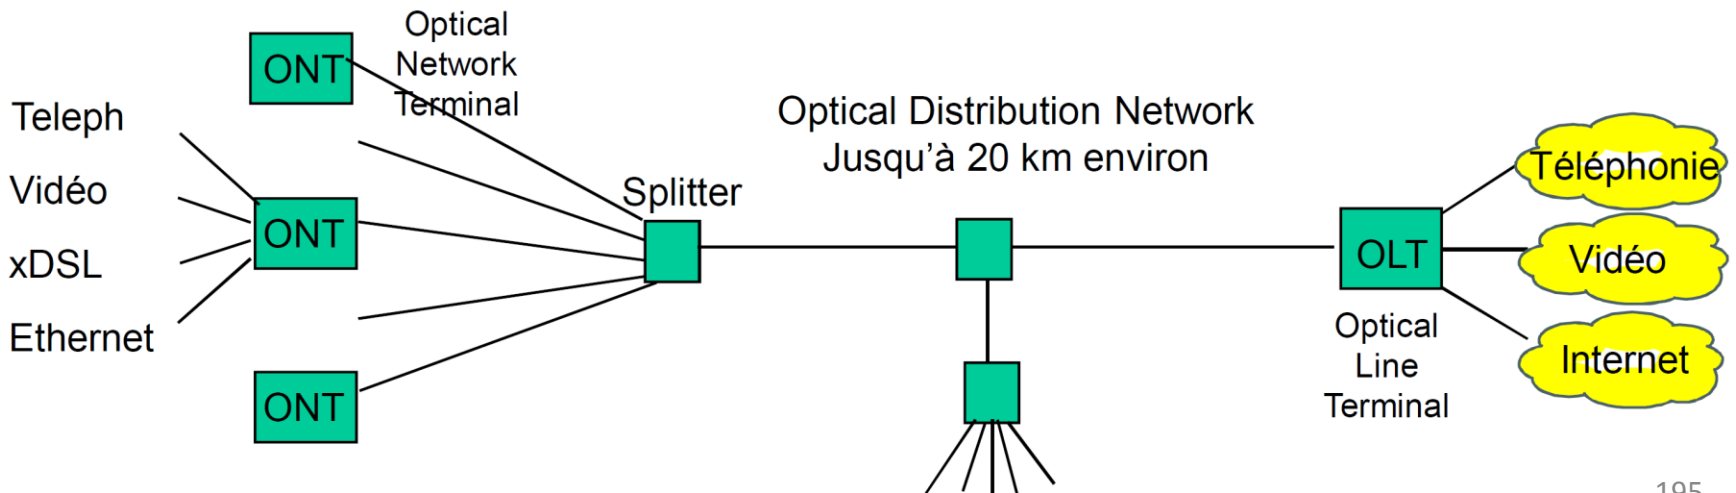 Optical
Network
Terminal
ONT
Teleph
Vidéo
xDSL
Ethernet
ONT
ONT
Splitter
Optical Distribution Network
Jusqu'à 20 km environ
OLT
Optical
Line
Terminal
Téléphonie
Vidéo
Internet
195